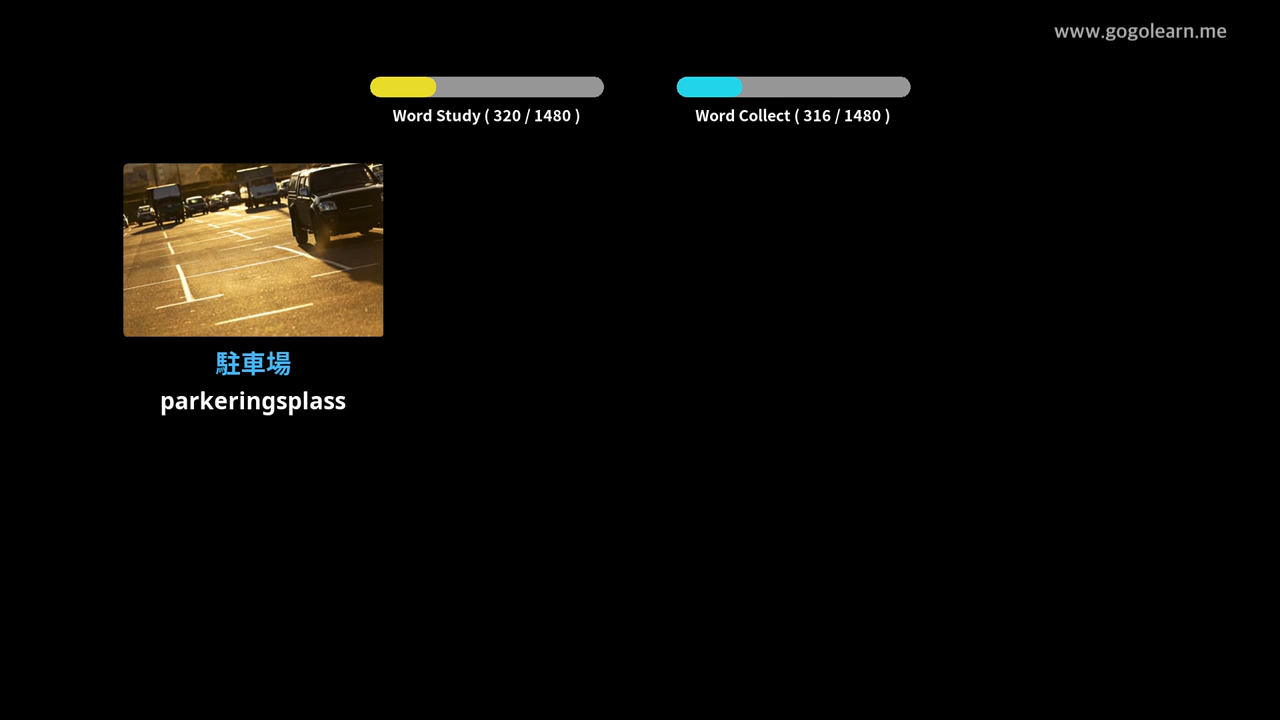 www.gogolearn.me
Word Study ( 320 / 1480 )
Word Collect ( 316 / 1480 )
駐車場
parkeringsplass